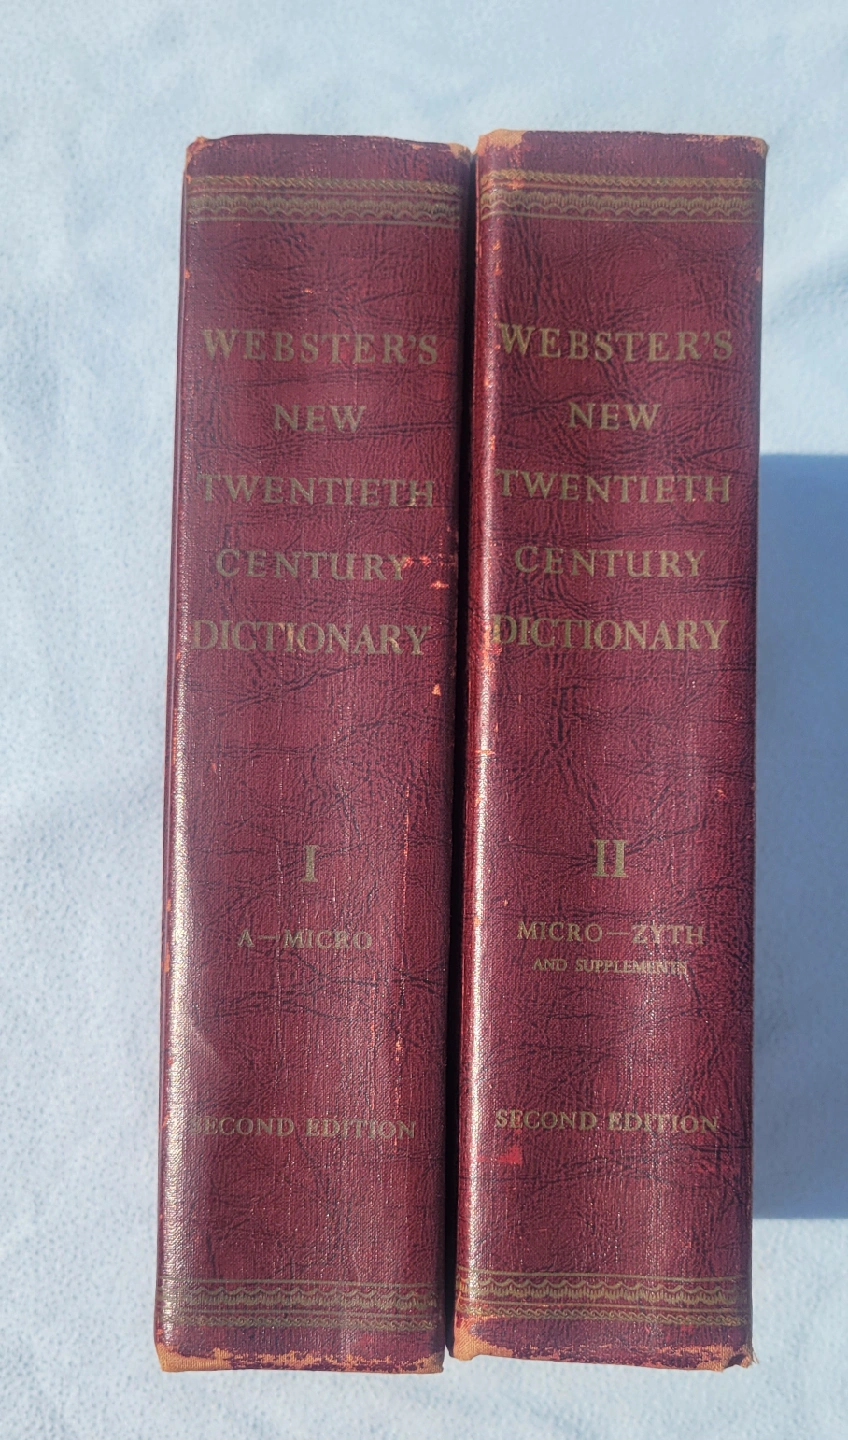 WEBSTER'S
NEW
TWENTIETH
CENTURY
DICTIONARY
I
A—MICRO
SECOND EDITION
WEBSTER'S
NEW
TWENTIETH
CENTURY
DICTIONARY
II
MICRO—ZYTH
AND SUPPLEMENTS
SECOND EDITION